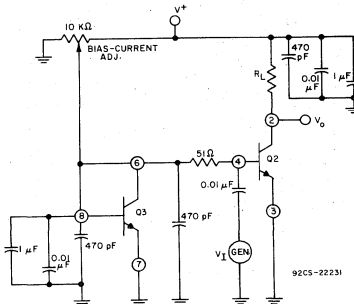 V+
10 KΩ
BIAS-CURRENT
ADJ.
470
pF
0.01
μF
1 μF
RL
2
Vo
6
51Ω
4
Q2
0.01 μF
3
8
Q3
470 pF
470 pF
1 μF
0.01
μF
7
VI
GEN
92CS-22231